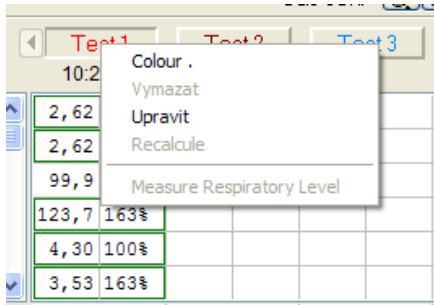 Test 1 Test 2 Test 3
10:2
Colour .
Vymazat
Upravit
Recalcule
Measure Respiratory Level
2,62
2,62
99,9
123,7 163%
4,30 100%
3,53 163%